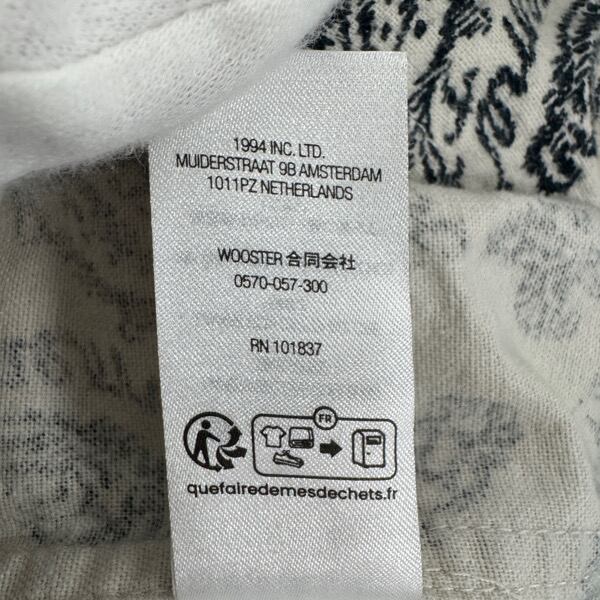 1994 INC. LTD.
MUIDERSTRAAT 9B AMSTERDAM
1011PZ NETHERLANDS
WOOSTER 合同会社
0570-057-300
RN 101837
FR
quefairedemesdechets.fr